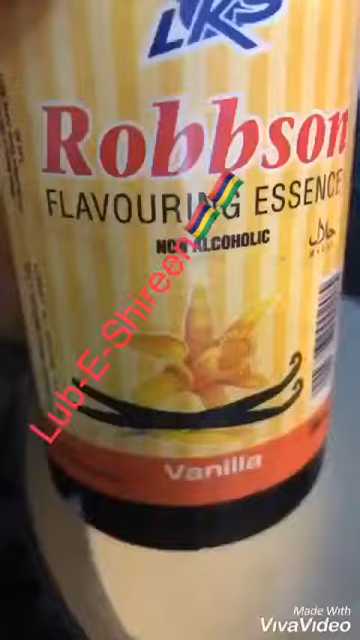 LKS
Robbson
FLAVOURING ESSENCE
NON ALCOHOLIC
حلال
Vanilla
Lub-E-Shireen
Made With
VivaVideo